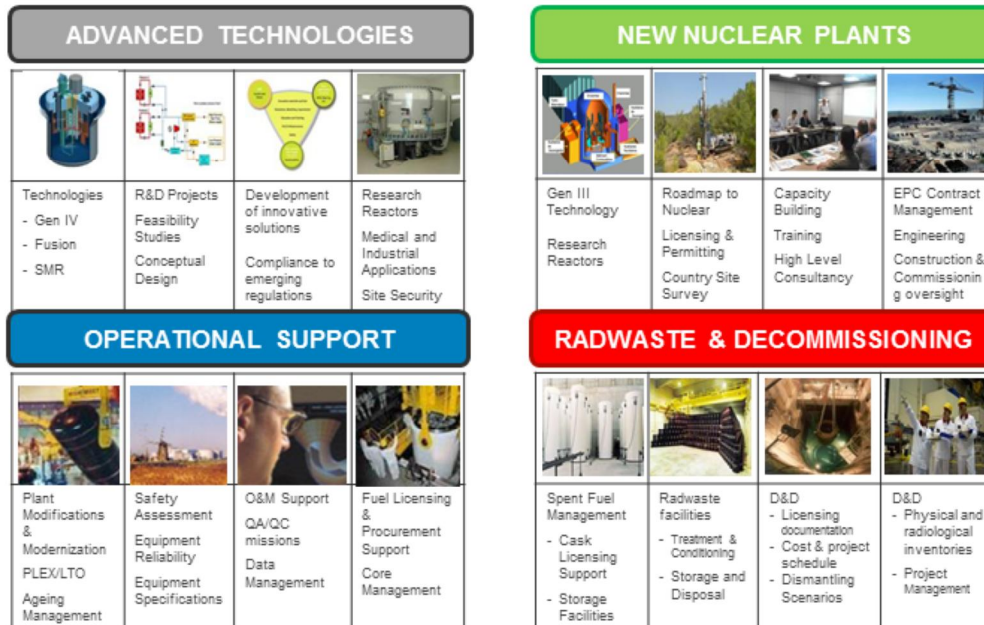 ADVANCED TECHNOLOGIES
Technologies
- Gen IV
- Fusion
- SMR
R&D Projects
Feasibility
Studies
Conceptual
Design
Development
of innovative
solutions
Compliance to
emerging
regulations
Research
Reactors
Medical and
Industrial
Applications
Site Security
NEW NUCLEAR PLANTS
Gen III
Technology
Research
Reactors
Roadmap to
Nuclear
Licensing &
Permitting
Country Site
Survey
Capacity
Building
Training
High Level
Consultancy
EPC Contract
Management
Engineering
Construction &
Commissionin
g oversight
OPERATIONAL SUPPORT
Plant
Modifications
&
Modernization
PLEX/LTO
Ageing
Management
Safety
Assessment
Equipment
Reliability
Equipment
Specifications
O&M Support
QA/QC
missions
Data
Management
Fuel Licensing
&
Procurement
Support
Core
Management
RADWASTE & DECOMMISSIONING
Spent Fuel
Management
- Cask
Licensing
Support
- Storage
Facilities
Radwaste
facilities
- Treatment &
Conditioning
- Storage and
Disposal
D&D
- Licensing
documentation
- Cost & project
schedule
- Dismantling
Scenarios
D&D
- Physical and
radiological
inventories
- Project
Management